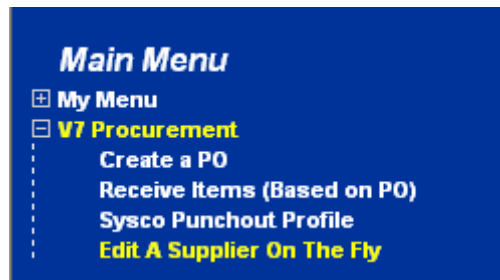 Main Menu
My Menu
V7 Procurement
Create a PO
Receive Items (Based on PO)
Sysco Punchout Profile
Edit A Supplier On The Fly